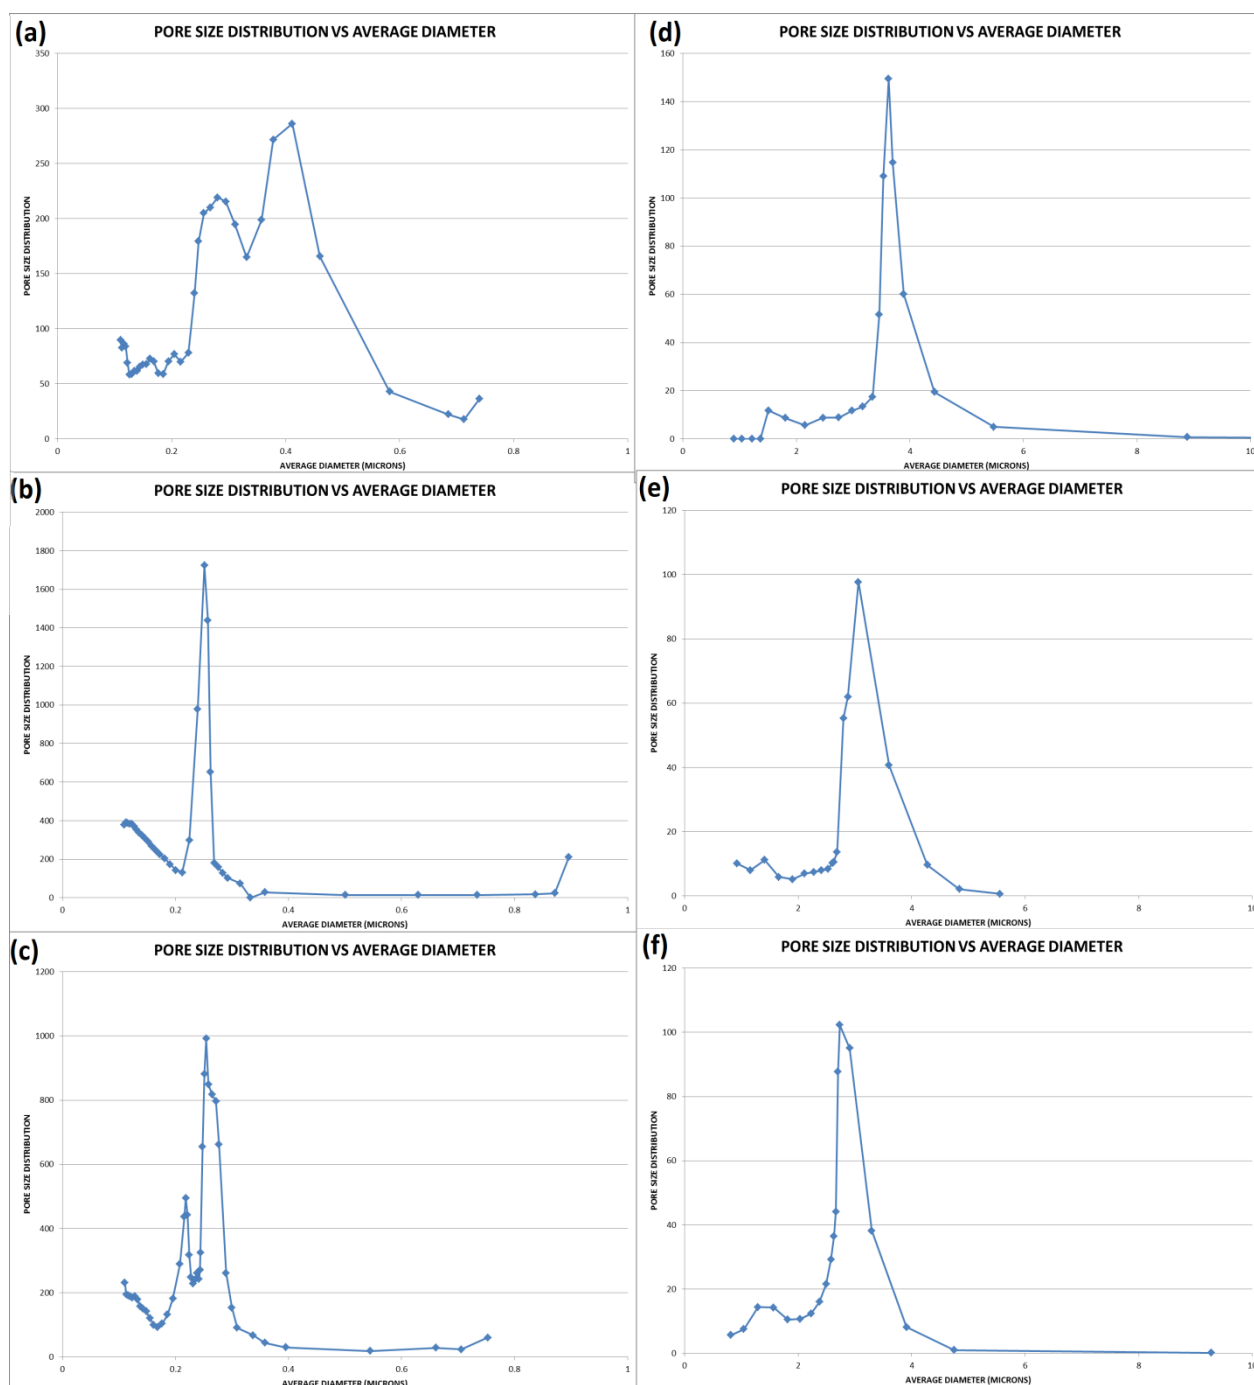 (a)
PORE SIZE DISTRIBUTION VS AVERAGE DIAMETER
350
300
250
200
150
100
50
0
PORE SIZE DISTRIBUTION
0 0.2 0.4 0.6 0.8 1
AVERAGE DIAMETER (MICRONS)
(b)
PORE SIZE DISTRIBUTION VS AVERAGE DIAMETER
2000
1800
1600
1400
1200
1000
800
600
400
200
0
PORE SIZE DISTRIBUTION
0 0.2 0.4 0.6 0.8 1
AVERAGE DIAMETER (MICRONS)
(c)
PORE SIZE DISTRIBUTION VS AVERAGE DIAMETER
1200
1000
800
600
400
200
0
PORE SIZE DISTRIBUTION
0 0.2 0.4 0.6 0.8 1
AVERAGE DIAMETER (MICRONS)
(d)
PORE SIZE DISTRIBUTION VS AVERAGE DIAMETER
160
140
120
100
80
60
40
20
0
PORE SIZE DISTRIBUTION
0 2 4 6 8 10
AVERAGE DIAMETER (MICRONS)
(e)
PORE SIZE DISTRIBUTION VS AVERAGE DIAMETER
120
100
80
60
40
20
0
PORE SIZE DISTRIBUTION
0 2 4 6 8 10
AVERAGE DIAMETER (MICRONS)
(f)
PORE SIZE DISTRIBUTION VS AVERAGE DIAMETER
120
100
80
60
40
20
0
PORE SIZE DISTRIBUTION
0 2 4 6 8 10
AVERAGE DIAMETER (MICRONS)